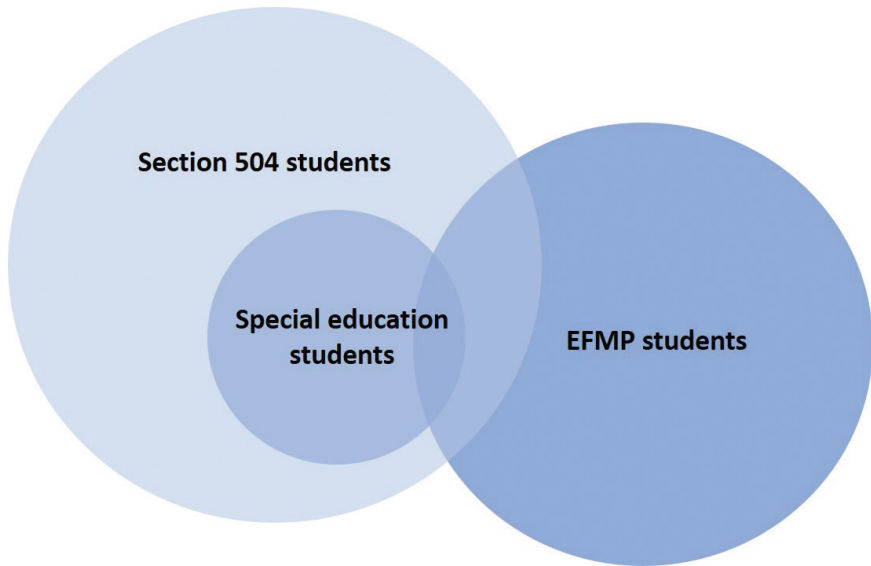 Section 504 students
Special education
students
EFMP students